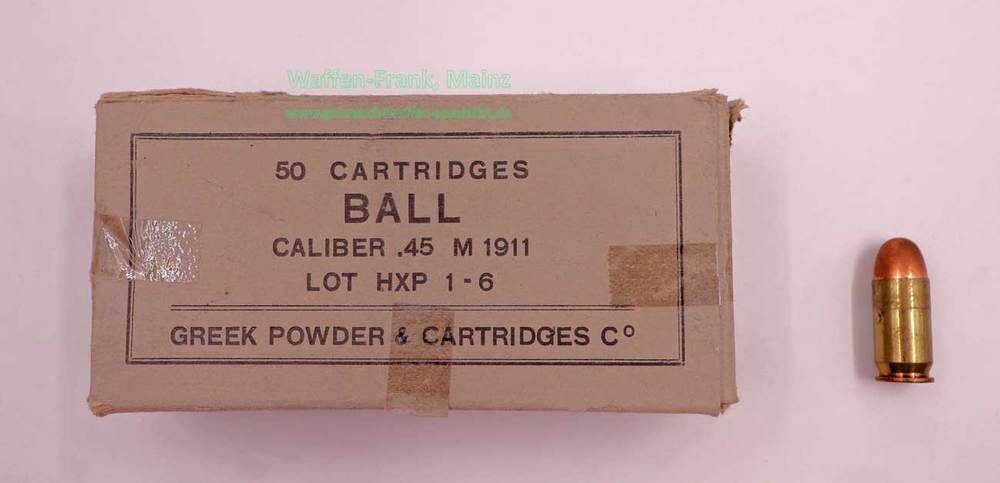 Waffen-Frank, Mainz
50 CARTRIDGES
BALL
CALIBER .45 M 1911
LOT HXP 1-6
GREEK POWDER & CARTRIDGES Cº